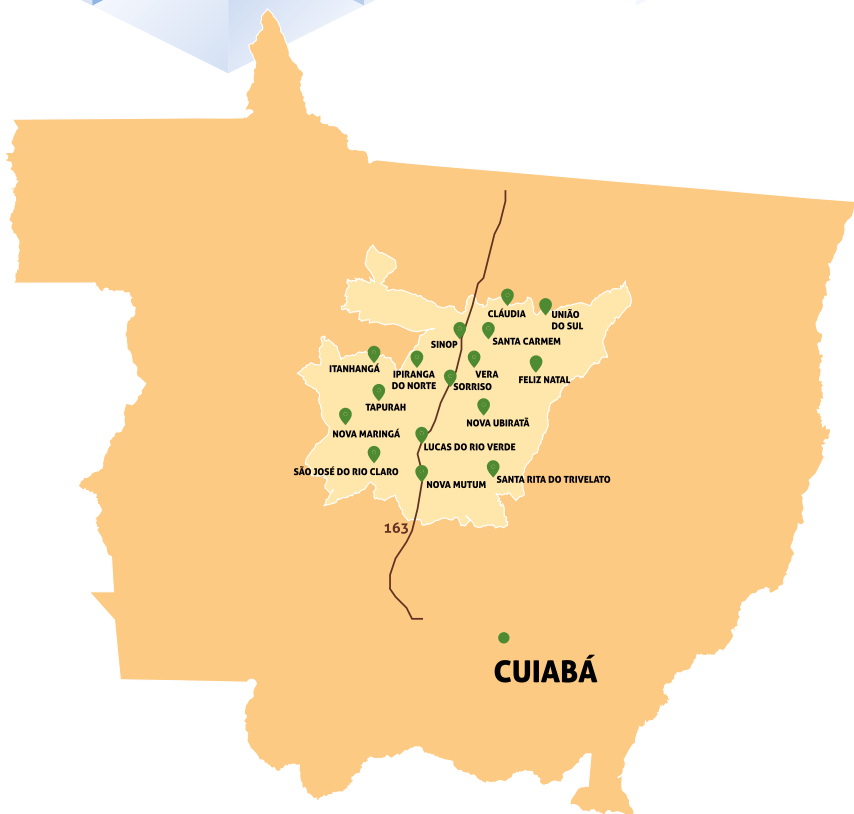 CLÁUDIA
UNIÃO
DO SUL
SINOP
SANTA CARMEM
ITANHANGÁ
IPIRANGA
DO NORTE
VERA
SORRISO
FELIZ NATAL
TAPURAH
NOVA UBIRATÃ
NOVA MARINGÁ
LUCAS DO RIO VERDE
SÃO JOSÉ DO RIO CLARO
NOVA MUTUM
SANTA RITA DO TRIVELATO
163
CUIABÁ